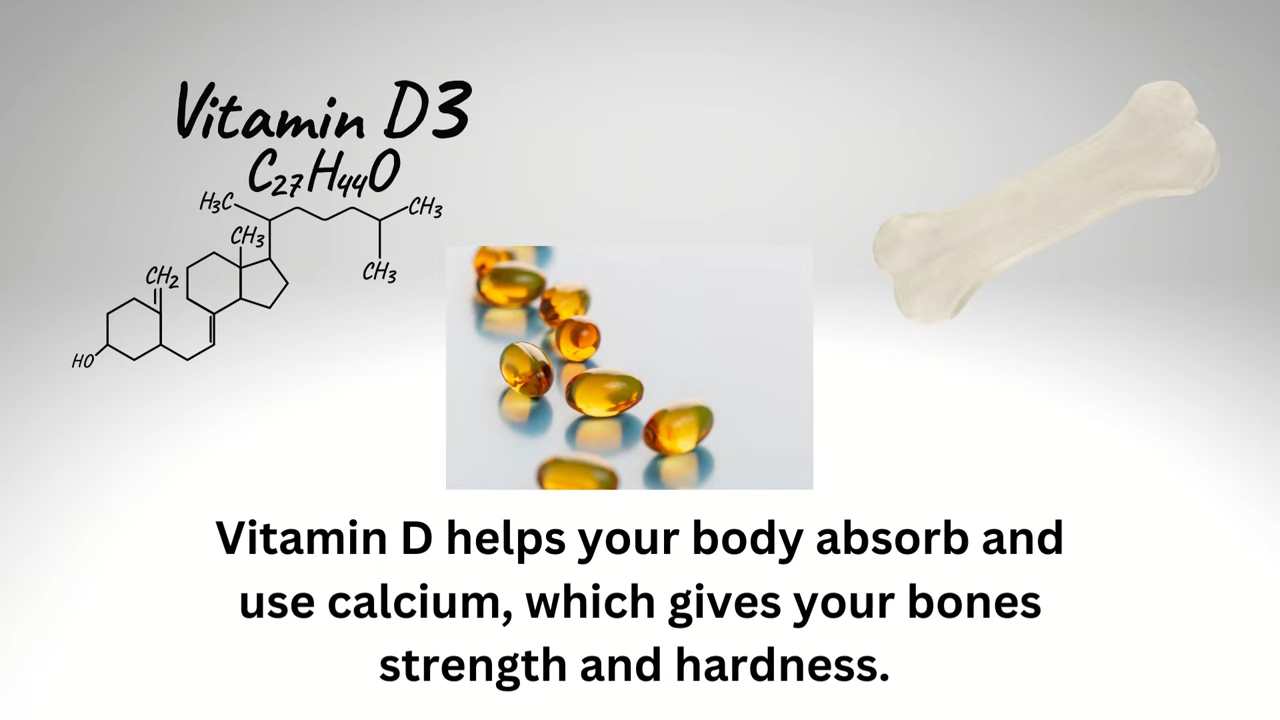 Vitamin D3
C₂₇H₄₄O
H₃C
CH₃
CH₃
CH₃
CH₂
HO
Vitamin D helps your body absorb and
use calcium, which gives your bones
strength and hardness.